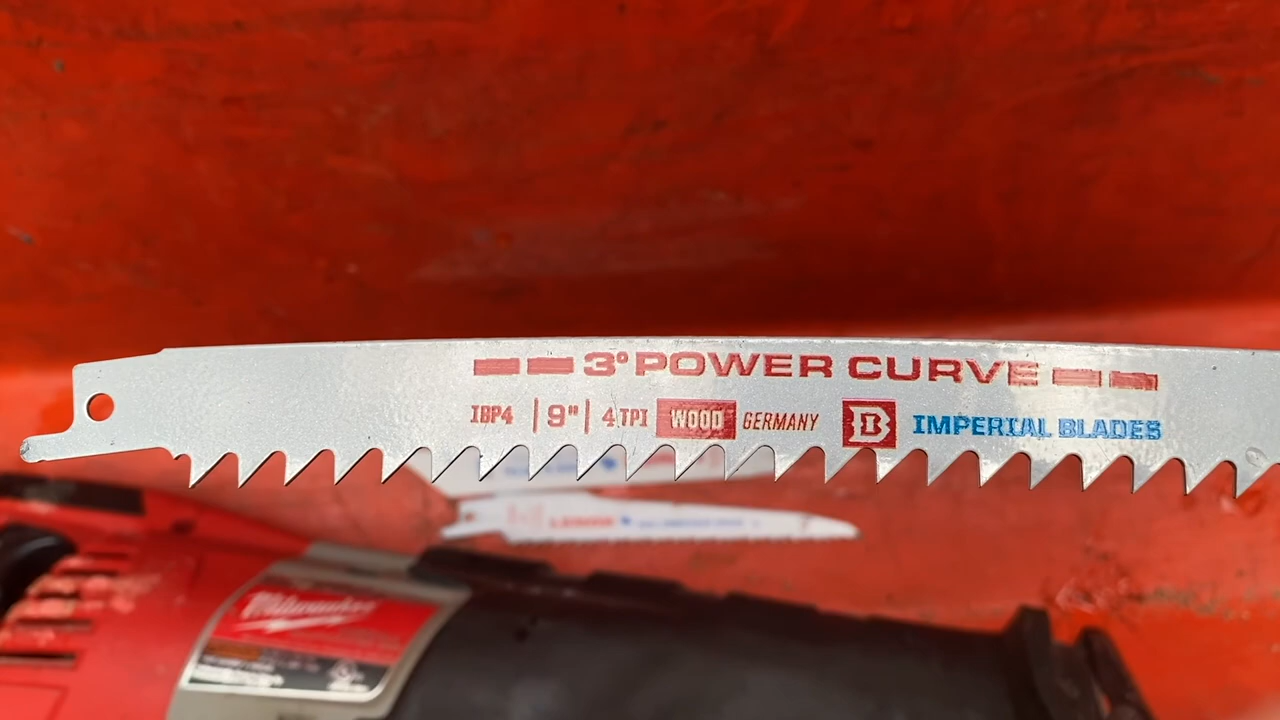 3° POWER CURVE
IBP4 | 9" | 4 TPI WOOD GERMANY B IMPERIAL BLADES
LENOX
Milwaukee